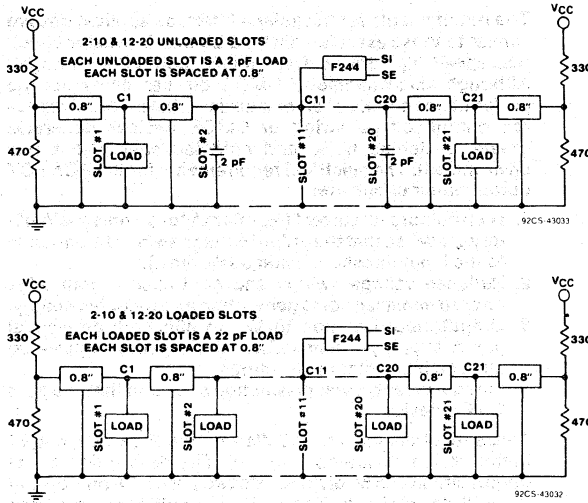 VCC
VCC
2-10 & 12-20 UNLOADED SLOTS
EACH UNLOADED SLOT IS A 2 pF LOAD
EACH SLOT IS SPACED AT 0.8"
330
F244
SI
SE
330
0.8"
C1
0.8"
C11
C20
0.8"
C21
0.8"
470
SLOT #1
LOAD
SLOT #2
2 pF
SLOT #11
SLOT #20
2 pF
SLOT #21
LOAD
470
92CS-43033
VCC
VCC
2-10 & 12-20 LOADED SLOTS
EACH LOADED SLOT IS A 22 pF LOAD
EACH SLOT IS SPACED AT 0.8"
330
F244
SI
SE
330
0.8"
C1
0.8"
C11
C20
0.8"
C21
0.8"
470
SLOT #1
LOAD
SLOT #2
LOAD
SLOT #11
SLOT #20
LOAD
SLOT #21
LOAD
470
92CS-43032